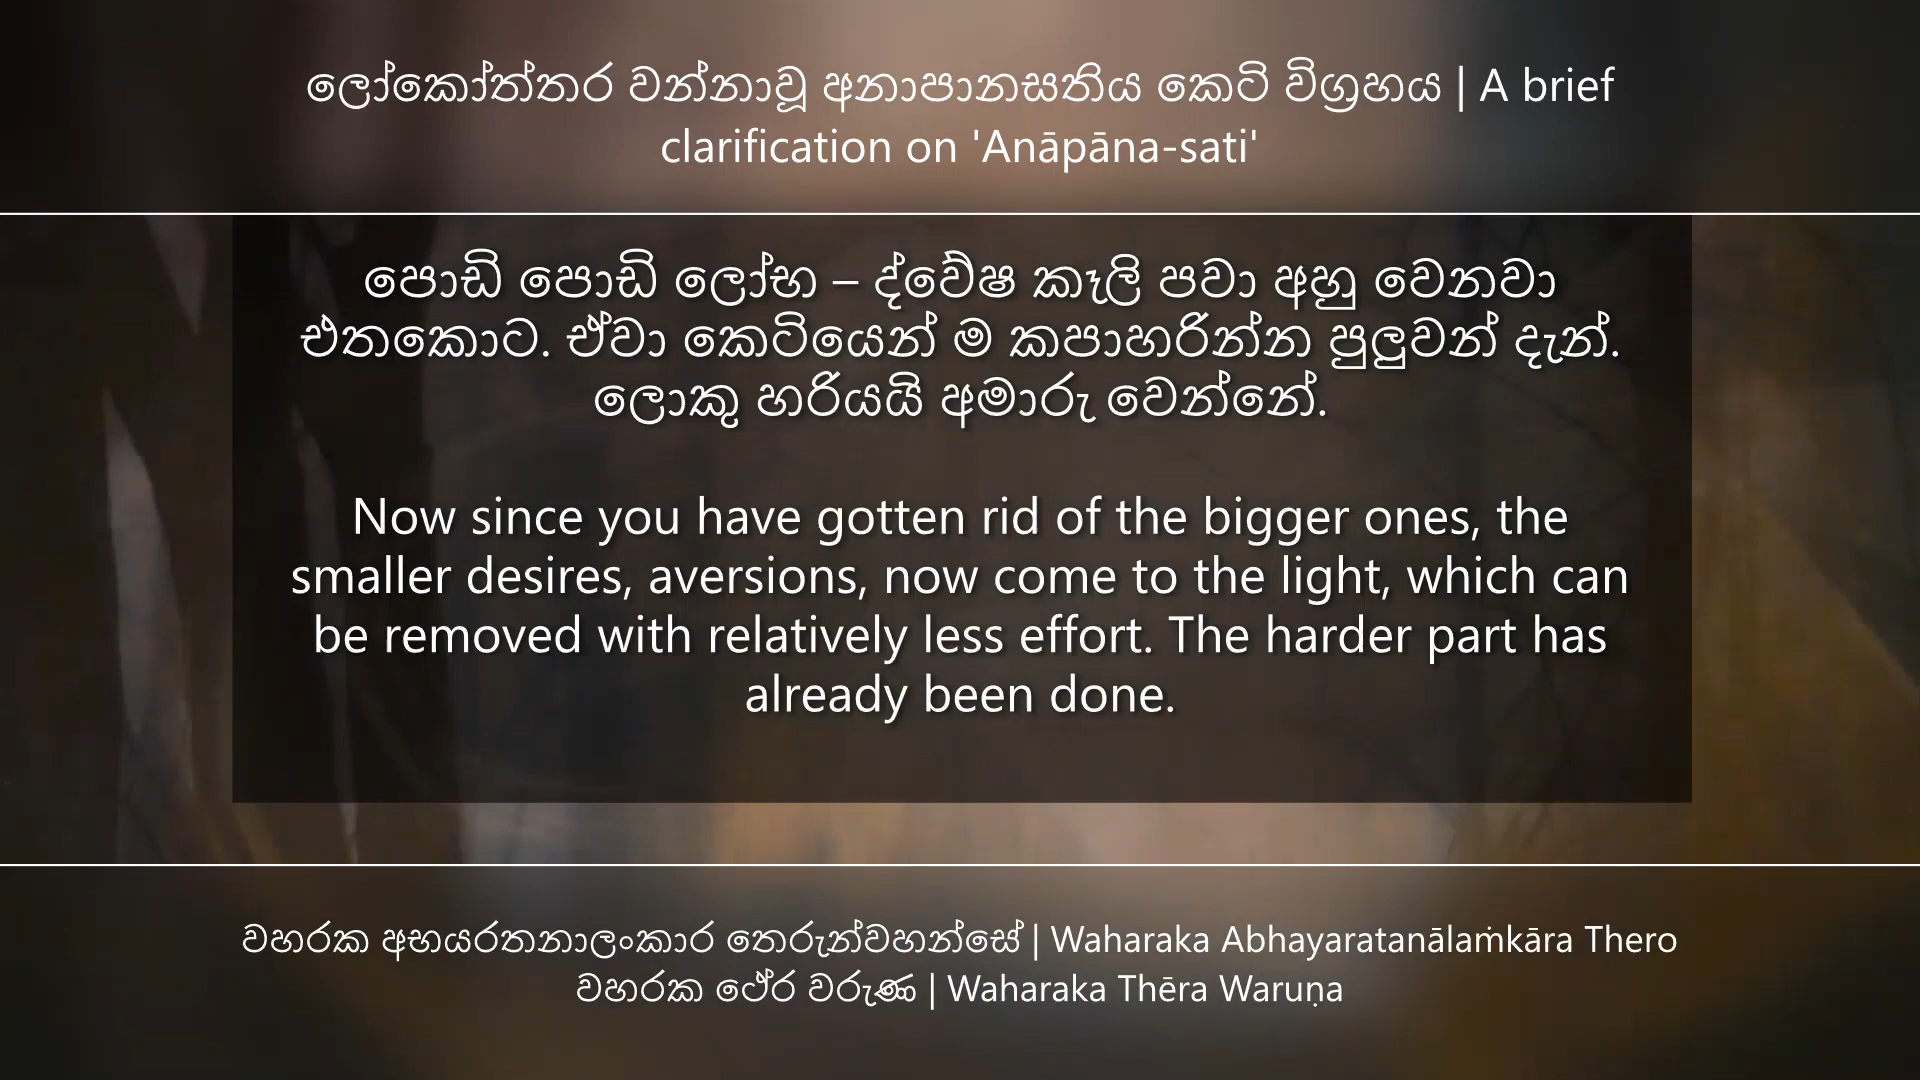 ලෝකෝත්තර වන්නාවූ අනාපානසතිය කෙටි විග්‍රහය | A brief
clarification on 'Anāpāna-sati'
පොඩි පොඩි ලෝභ – ද්වේෂ කෑලි පවා අහු වෙනවා
එතකොට. ඒවා කෙටියෙන් ම කපාහරින්න පුලුවන් දැන්.
ලොකු හරියයි අමාරු වෙන්නේ.
Now since you have gotten rid of the bigger ones, the
smaller desires, aversions, now come to the light, which can
be removed with relatively less effort. The harder part has
already been done.
වහරක අභයරතනාලංකාර තෙරුන්වහන්සේ | Waharaka Abhayaratanālaṁkāra Thero
වහරක ථේර වරුණ | Waharaka Thēra Waruṇa